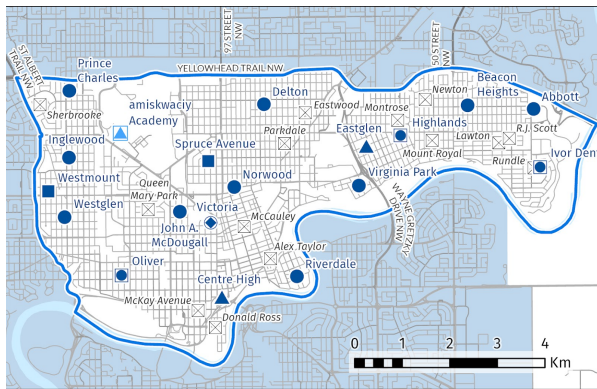 97 STREET
NW
50 STREET
NW
ST ALBERT
TRAIL NW
YELLOWHEAD TRAIL NW
Prince
Charles
Sherbrooke
amiskwaciy
Academy
Delton
Eastwood
Montrose
Newton
Beacon
Heights
Abbott
Inglewood
Spruce Avenue
Parkdale
Eastglen
Highlands
Mount Royal
Lawton
R.J. Scott
Rundle
Ivor Den
Westmount
Westglen
Queen
Mary Park
Norwood
Virginia Park
WAYNE GRETZKY
DRIVE NW
John A.
McDougall
Victoria
McCauley
Alex Taylor
Oliver
Centre High
Riverdale
McKay Avenue
Donald Ross
0 1 2 3 4
Km